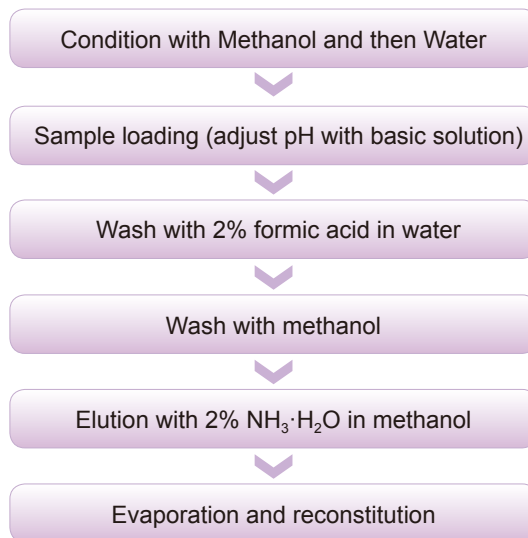 Condition with Methanol and then Water
Sample loading (adjust pH with basic solution)
Wash with 2% formic acid in water
Wash with methanol
Elution with 2% NH₃·H₂O in methanol
Evaporation and reconstitution